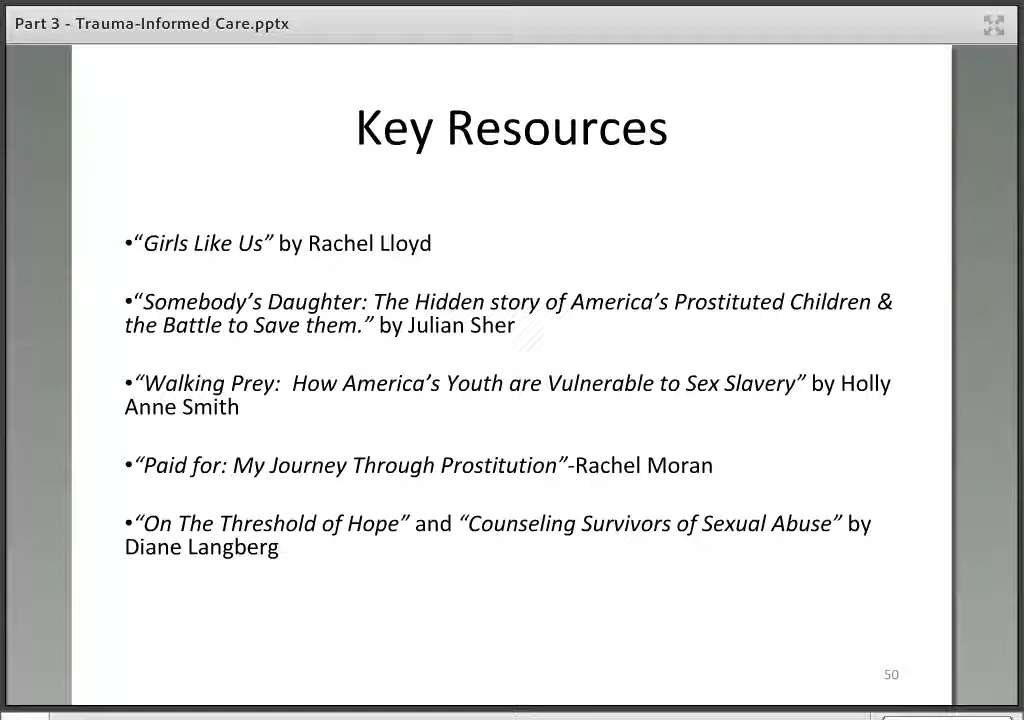 Part 3 - Trauma-Informed Care.pptx
Key Resources
•“Girls Like Us” by Rachel Lloyd
•“Somebody’s Daughter: The Hidden story of America’s Prostituted Children &
the Battle to Save them.” by Julian Sher
•“Walking Prey:  How America’s Youth are Vulnerable to Sex Slavery” by Holly
Anne Smith
•“Paid for: My Journey Through Prostitution”-Rachel Moran
•“On The Threshold of Hope” and “Counseling Survivors of Sexual Abuse” by
Diane Langberg
50